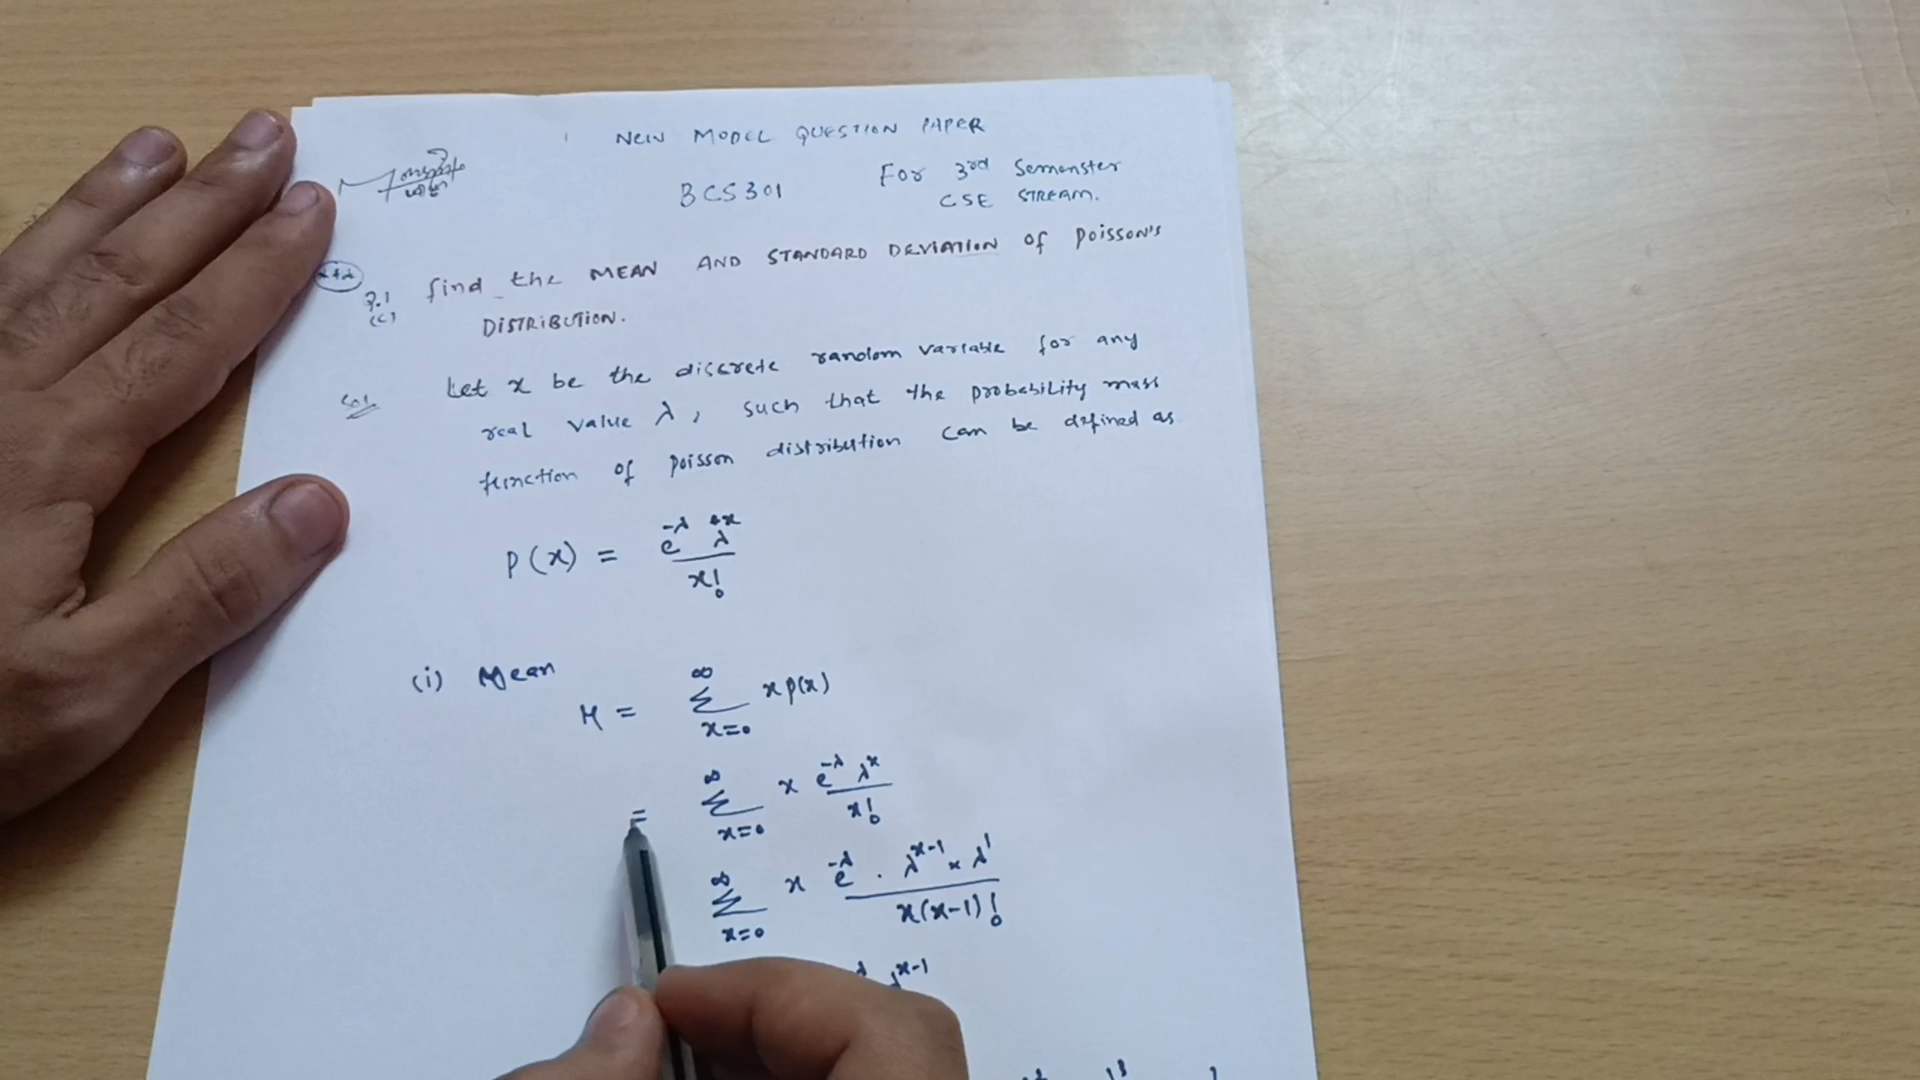 NEW MODEL QUESTION PAPER
BCS301
For 3rd Semenster
CSE STREAM.
Q.1 find the MEAN AND STANDARD DEVIATION of Poisson's
(c)
DISTRIBUTION.
Sol Let x be the discrete random variable for any
real value λ, such that the probability mass
function of poisson distribution can be defined as
P(x) = e^-λ λ^x / x!
(i) Mean
μ = ∞ Σ x=0 x p(x)
= ∞ Σ x=0 x e^-λ λ^x / x!
∞ Σ x=0 x e^-λ . λ^x-1 × λ^1 / x(x-1)!
λ^x-1